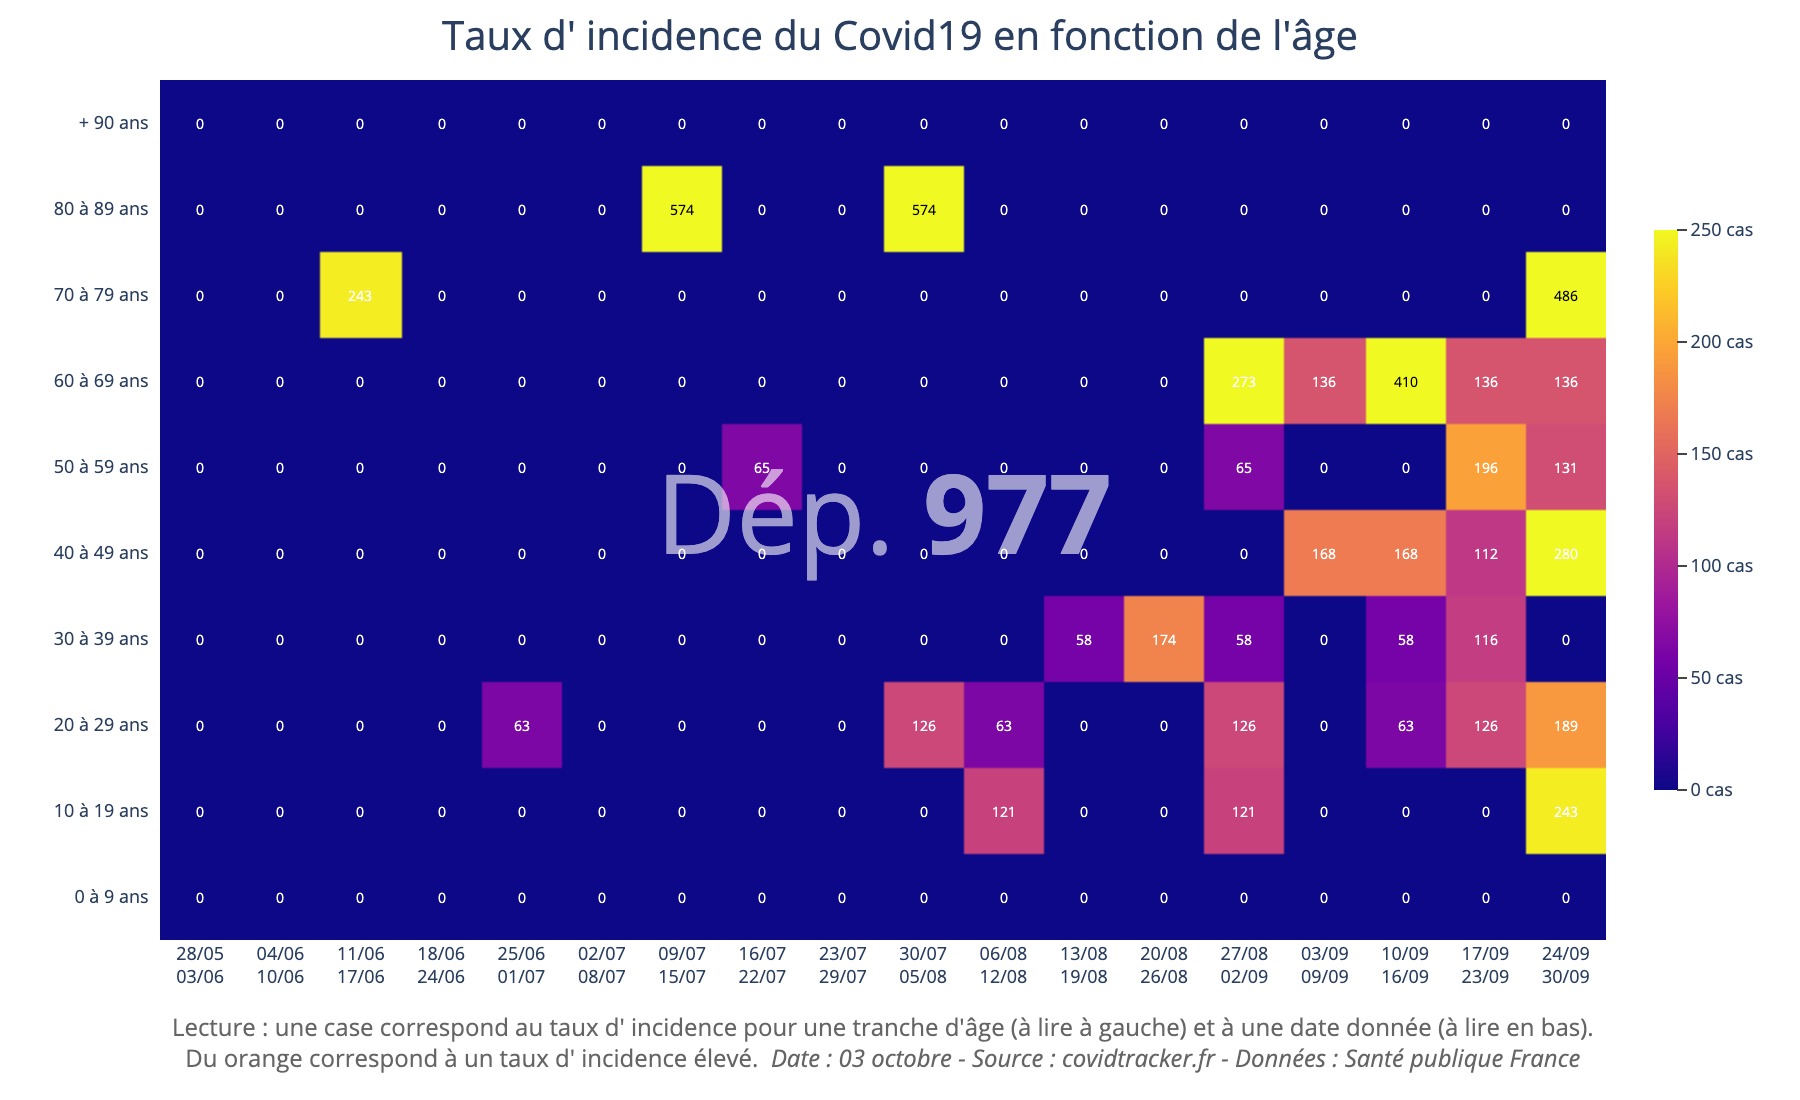 Taux d' incidence du Covid19 en fonction de l'âge
+ 90 ans 0 0 0 0 0 0 0 0 0 0 0 0 0 0 0 0 0 0
80 à 89 ans 0 0 0 0 0 0 574 0 0 574 0 0 0 0 0 0 0 0
70 à 79 ans 0 0 243 0 0 0 0 0 0 0 0 0 0 0 0 0 0 486
60 à 69 ans 0 0 0 0 0 0 0 0 0 0 0 0 0 273 136 410 136 136
50 à 59 ans 0 0 0 0 0 0 0 65 0 0 0 0 0 65 0 0 196 131
Dép. 977
40 à 49 ans 0 0 0 0 0 0 0 0 0 0 0 0 0 0 168 168 112 280
30 à 39 ans 0 0 0 0 0 0 0 0 0 0 0 58 174 58 0 58 116 0
20 à 29 ans 0 0 0 0 63 0 0 0 0 126 63 0 0 126 0 63 126 189
10 à 19 ans 0 0 0 0 0 0 0 0 0 0 121 0 0 121 0 0 0 243
0 à 9 ans 0 0 0 0 0 0 0 0 0 0 0 0 0 0 0 0 0 0
28/05 04/06 11/06 18/06 25/06 02/07 09/07 16/07 23/07 30/07 06/08 13/08 20/08 27/08 03/09 10/09 17/09 24/09
03/06 10/06 17/06 24/06 01/07 08/07 15/07 22/07 29/07 05/08 12/08 19/08 26/08 02/09 09/09 16/09 23/09 30/09
250 cas
200 cas
150 cas
100 cas
50 cas
0 cas
Lecture : une case correspond au taux d' incidence pour une tranche d'âge (à lire à gauche) et à une date donnée (à lire en bas).
Du orange correspond à un taux d' incidence élevé. Date : 03 octobre - Source : covidtracker.fr - Données : Santé publique France